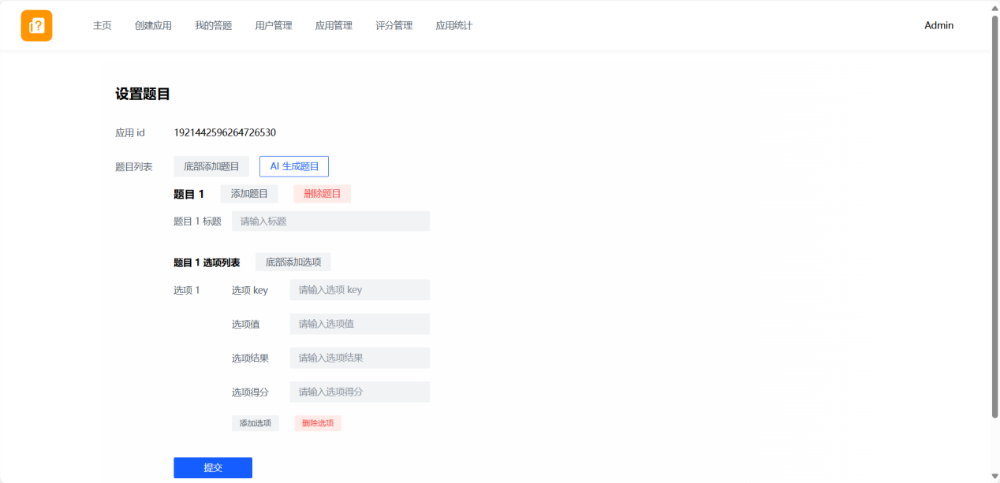 主页 创建应用 我的答题 用户管理 应用管理 评分管理 应用统计 Admin
设置题目
应用 id 1921442596264726530
题目列表 底部添加题目 AI 生成题目
题目 1 添加题目 删除题目
题目 1 标题 请输入标题
题目 1 选项列表 底部添加选项
选项 1 选项 key 请输入选项 key
选项值 请输入选项值
选项结果 请输入选项结果
选项得分 请输入选项得分
添加选项 删除选项
提交